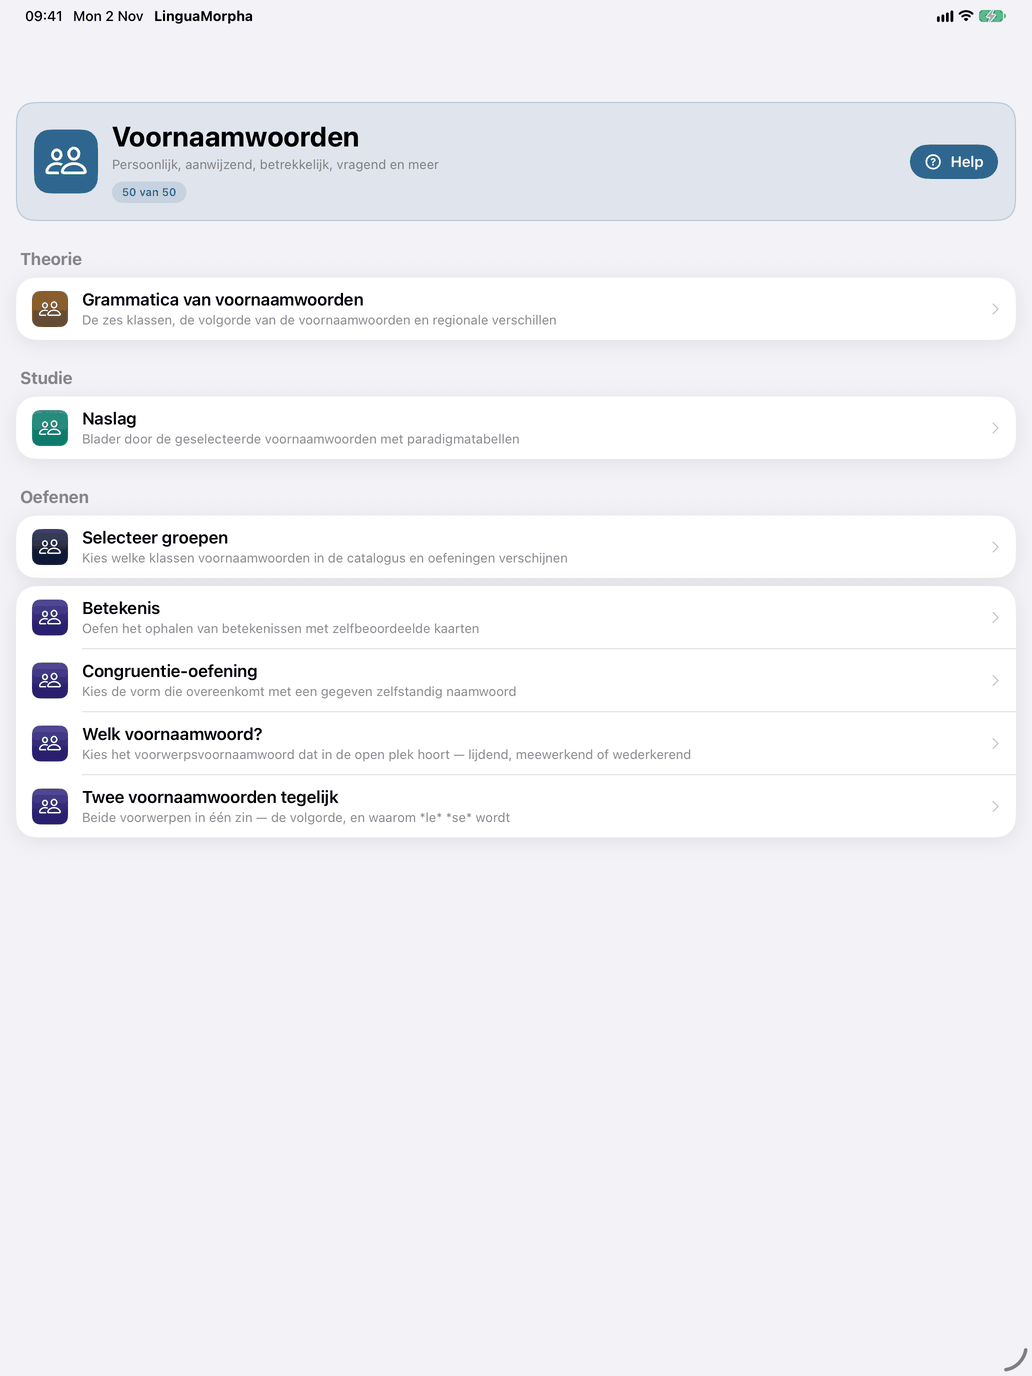 09:41 Mon 2 Nov LinguaMorpha
Voornaamwoorden
Persoonlijk, aanwijzend, betrekkelijk, vragend en meer
50 van 50
Help
Theorie
Grammatica van voornaamwoorden
De zes klassen, de volgorde van de voornaamwoorden en regionale verschillen
Studie
Naslag
Blader door de geselecteerde voornaamwoorden met paradigmatabellen
Oefenen
Selecteer groepen
Kies welke klassen voornaamwoorden in de catalogus en oefeningen verschijnen
Betekenis
Oefen het ophalen van betekenissen met zelfbeoordeelde kaarten
Congruentie-oefening
Kies de vorm die overeenkomt met een gegeven zelfstandig naamwoord
Welk voornaamwoord?
Kies het voorwerpsvoornaamwoord dat in de open plek hoort — lijdend, meewerkend of wederkerend
Twee voornaamwoorden tegelijk
Beide voorwerpen in één zin — de volgorde, en waarom *le* *se* wordt